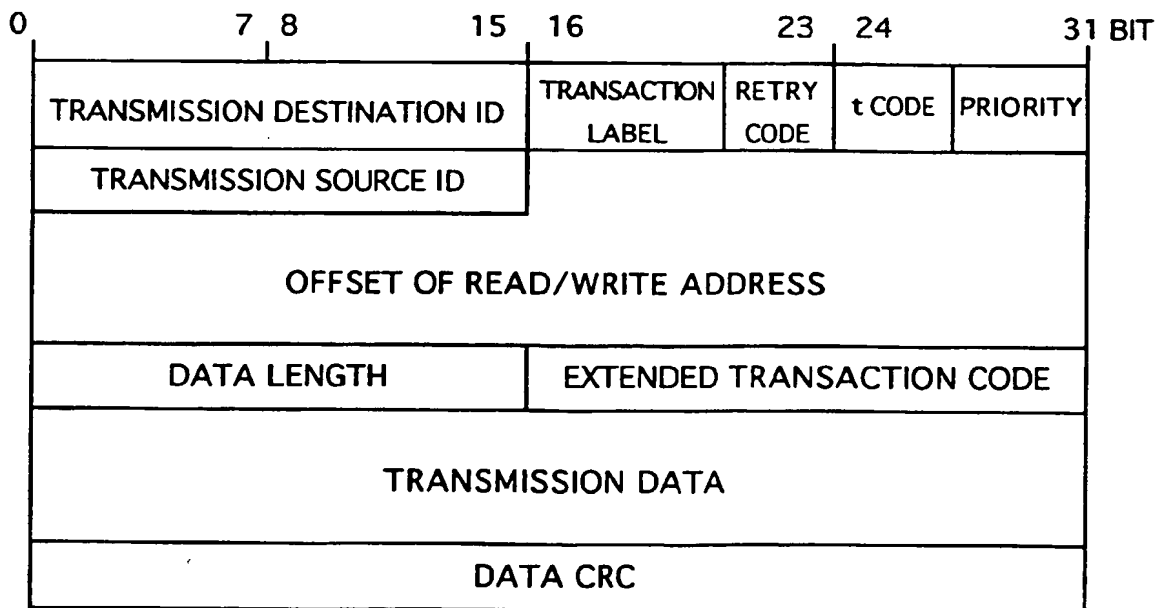 0 7 8 15 16 23 24 31 BIT
TRANSMISSION DESTINATION ID
TRANSACTION
LABEL
RETRY
CODE
t CODE
PRIORITY
TRANSMISSION SOURCE ID
OFFSET OF READ/WRITE ADDRESS
DATA LENGTH
EXTENDED TRANSACTION CODE
TRANSMISSION DATA
DATA CRC